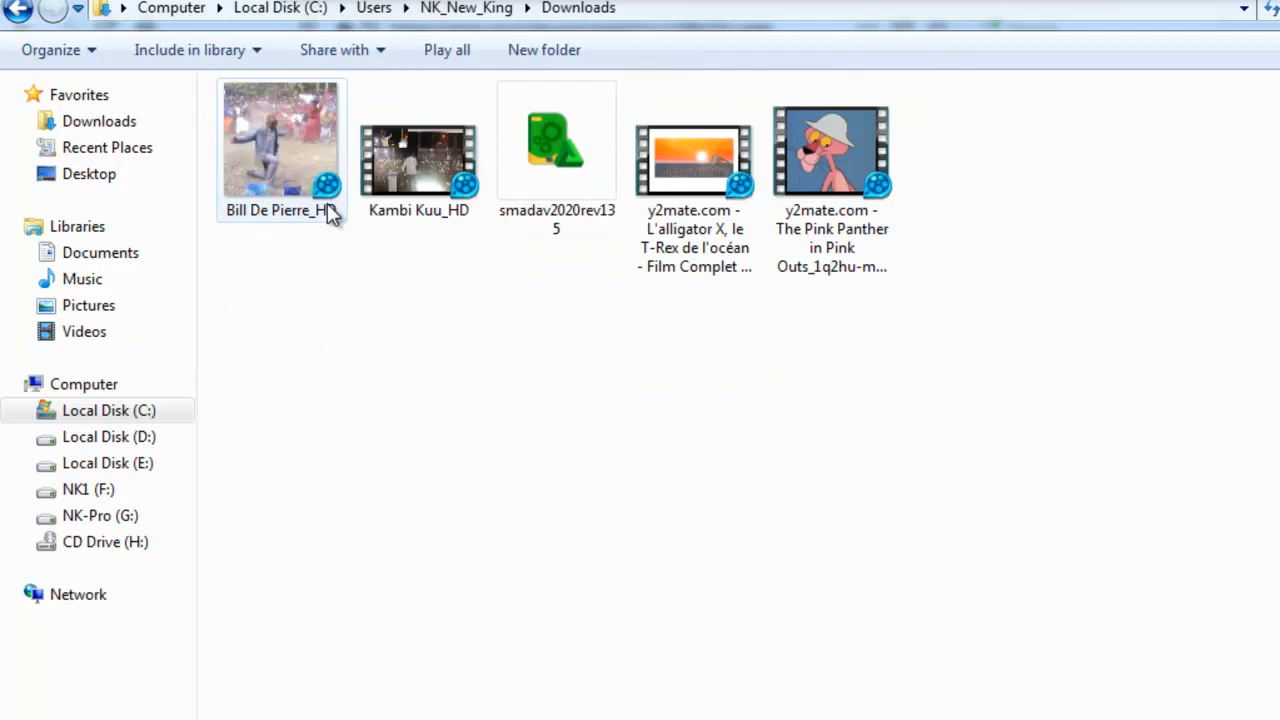 Computer Local Disk (C:) Users NK_New_King Downloads
Organize Include in library Share with Play all New folder
Favorites
Downloads
Recent Places
Desktop
Libraries
Documents
Music
Pictures
Videos
Computer
Local Disk (C:)
Local Disk (D:)
Local Disk (E:)
NK1 (F:)
NK-Pro (G:)
CD Drive (H:)
Network
Bill De Pierre_HD
Kambi Kuu_HD
smadav2020rev13
5
y2mate.com -
L'alligator X, le
T-Rex de l'océan
- Film Complet ...
y2mate.com -
The Pink Panther
in Pink
Outs_1q2hu-m...